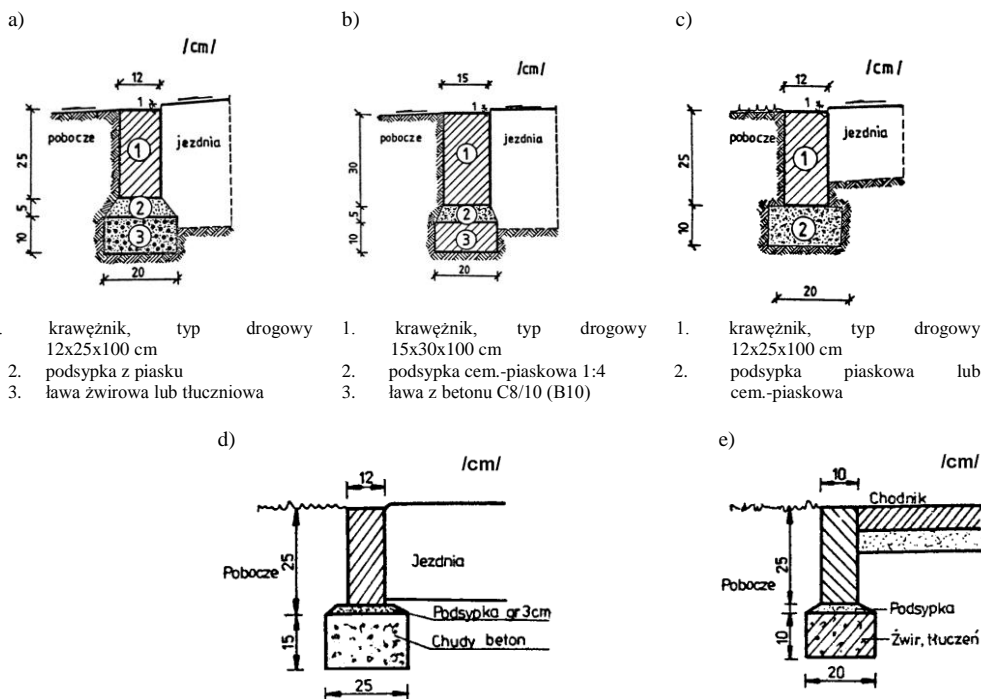 a)
b)
c)
/cm/
/cm/
/cm/
12
15
12
1
1
1
pobocze
jezdnia
pobocze
jezdnia
pobocze
jezdnia
1
1
1
25
30
25
2
2
2
5
5
3
3
10
10
10
20
20
20
. krawężnik, typ drogowy
12x25x100 cm
2. podsypka z piasku
3. ława żwirowa lub tłuczniowa
1. krawężnik, typ drogowy
15x30x100 cm
2. podsypka cem.-piaskowa 1:4
3. ława z betonu C8/10 (B10)
1. krawężnik, typ drogowy
12x25x100 cm
2. podsypka piaskowa lub
cem.-piaskowa
d)
/cm/
12
Pobocze
25
Jezdnia
Podsypka gr 3cm
15
Chudy beton
25
e)
/cm/
10
Chodnik
Pobocze
25
Podsypka
10
Żwir, tłuczeń
20